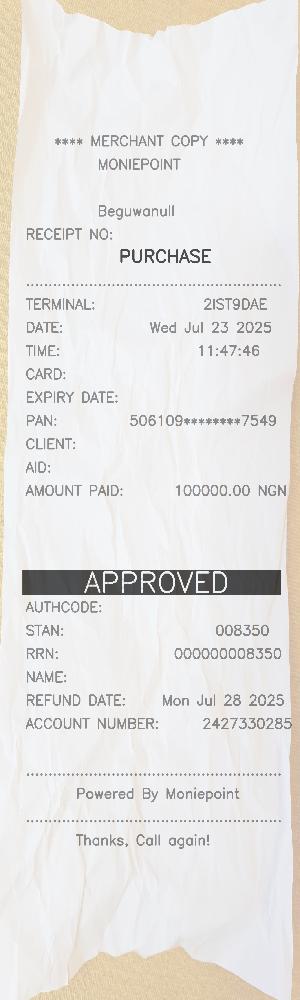 **** MERCHANT COPY ****
MONIEPOINT
Beguwanull
RECEIPT NO:
PURCHASE
TERMINAL: 2IST9DAE
DATE: Wed Jul 23 2025
TIME: 11:47:46
CARD:
EXPIRY DATE:
PAN: 506109********7549
CLIENT:
AID:
AMOUNT PAID: 100000.00 NGN
APPROVED
AUTHCODE:
STAN: 008350
RRN: 000000008350
NAME:
REFUND DATE: Mon Jul 28 2025
ACCOUNT NUMBER: 2427330285
Powered By Moniepoint
Thanks, Call again!